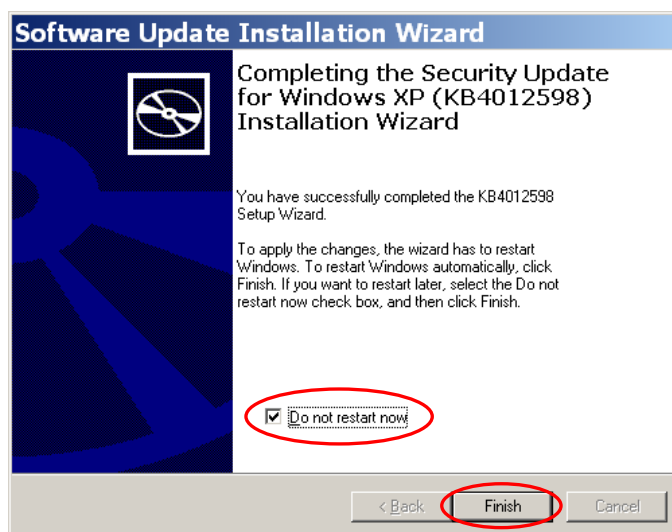 Software Update Installation Wizard
Completing the Security Update
for Windows XP (KB4012598)
Installation Wizard
You have successfully completed the KB4012598
Setup Wizard.
To apply the changes, the wizard has to restart
Windows. To restart Windows automatically, click
Finish. If you want to restart later, select the Do not
restart now check box, and then click Finish.
Do not restart now
< Back Finish Cancel